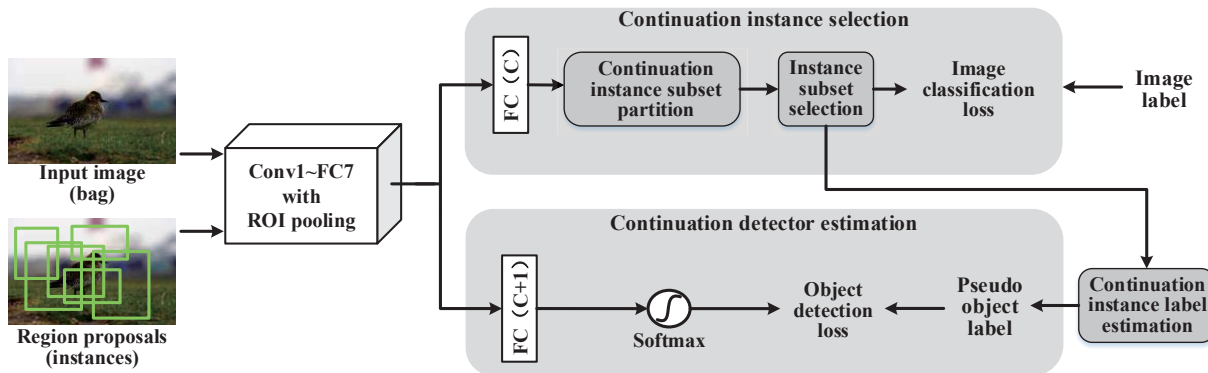 Continuation instance selection
FC (C)
Continuation
instance subset
partition
Instance
subset
selection
Image
classification
loss
Image
label
Input image
(bag)
Conv1~FC7
with
ROI pooling
Region proposals
(instances)
Continuation detector estimation
FC (C+1)
Softmax
Object
detection
loss
Pseudo
object
label
Continuation
instance label
estimation